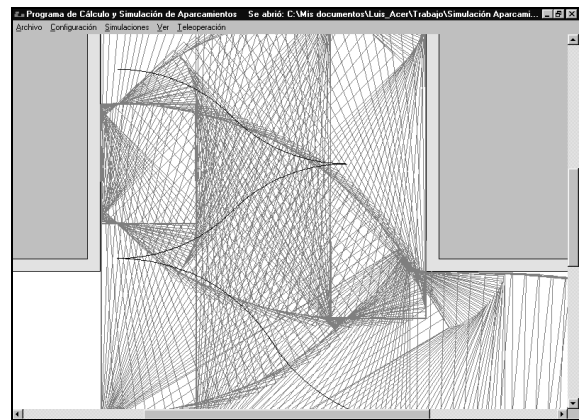 Programa de Cálculo y Simulación de Aparcamientos Se abrió: C:\Mis documentos\Luis_Acer\Trabajo\Simulación Aparcami...
Archivo Configuración Simulaciones Ver Teleoperación